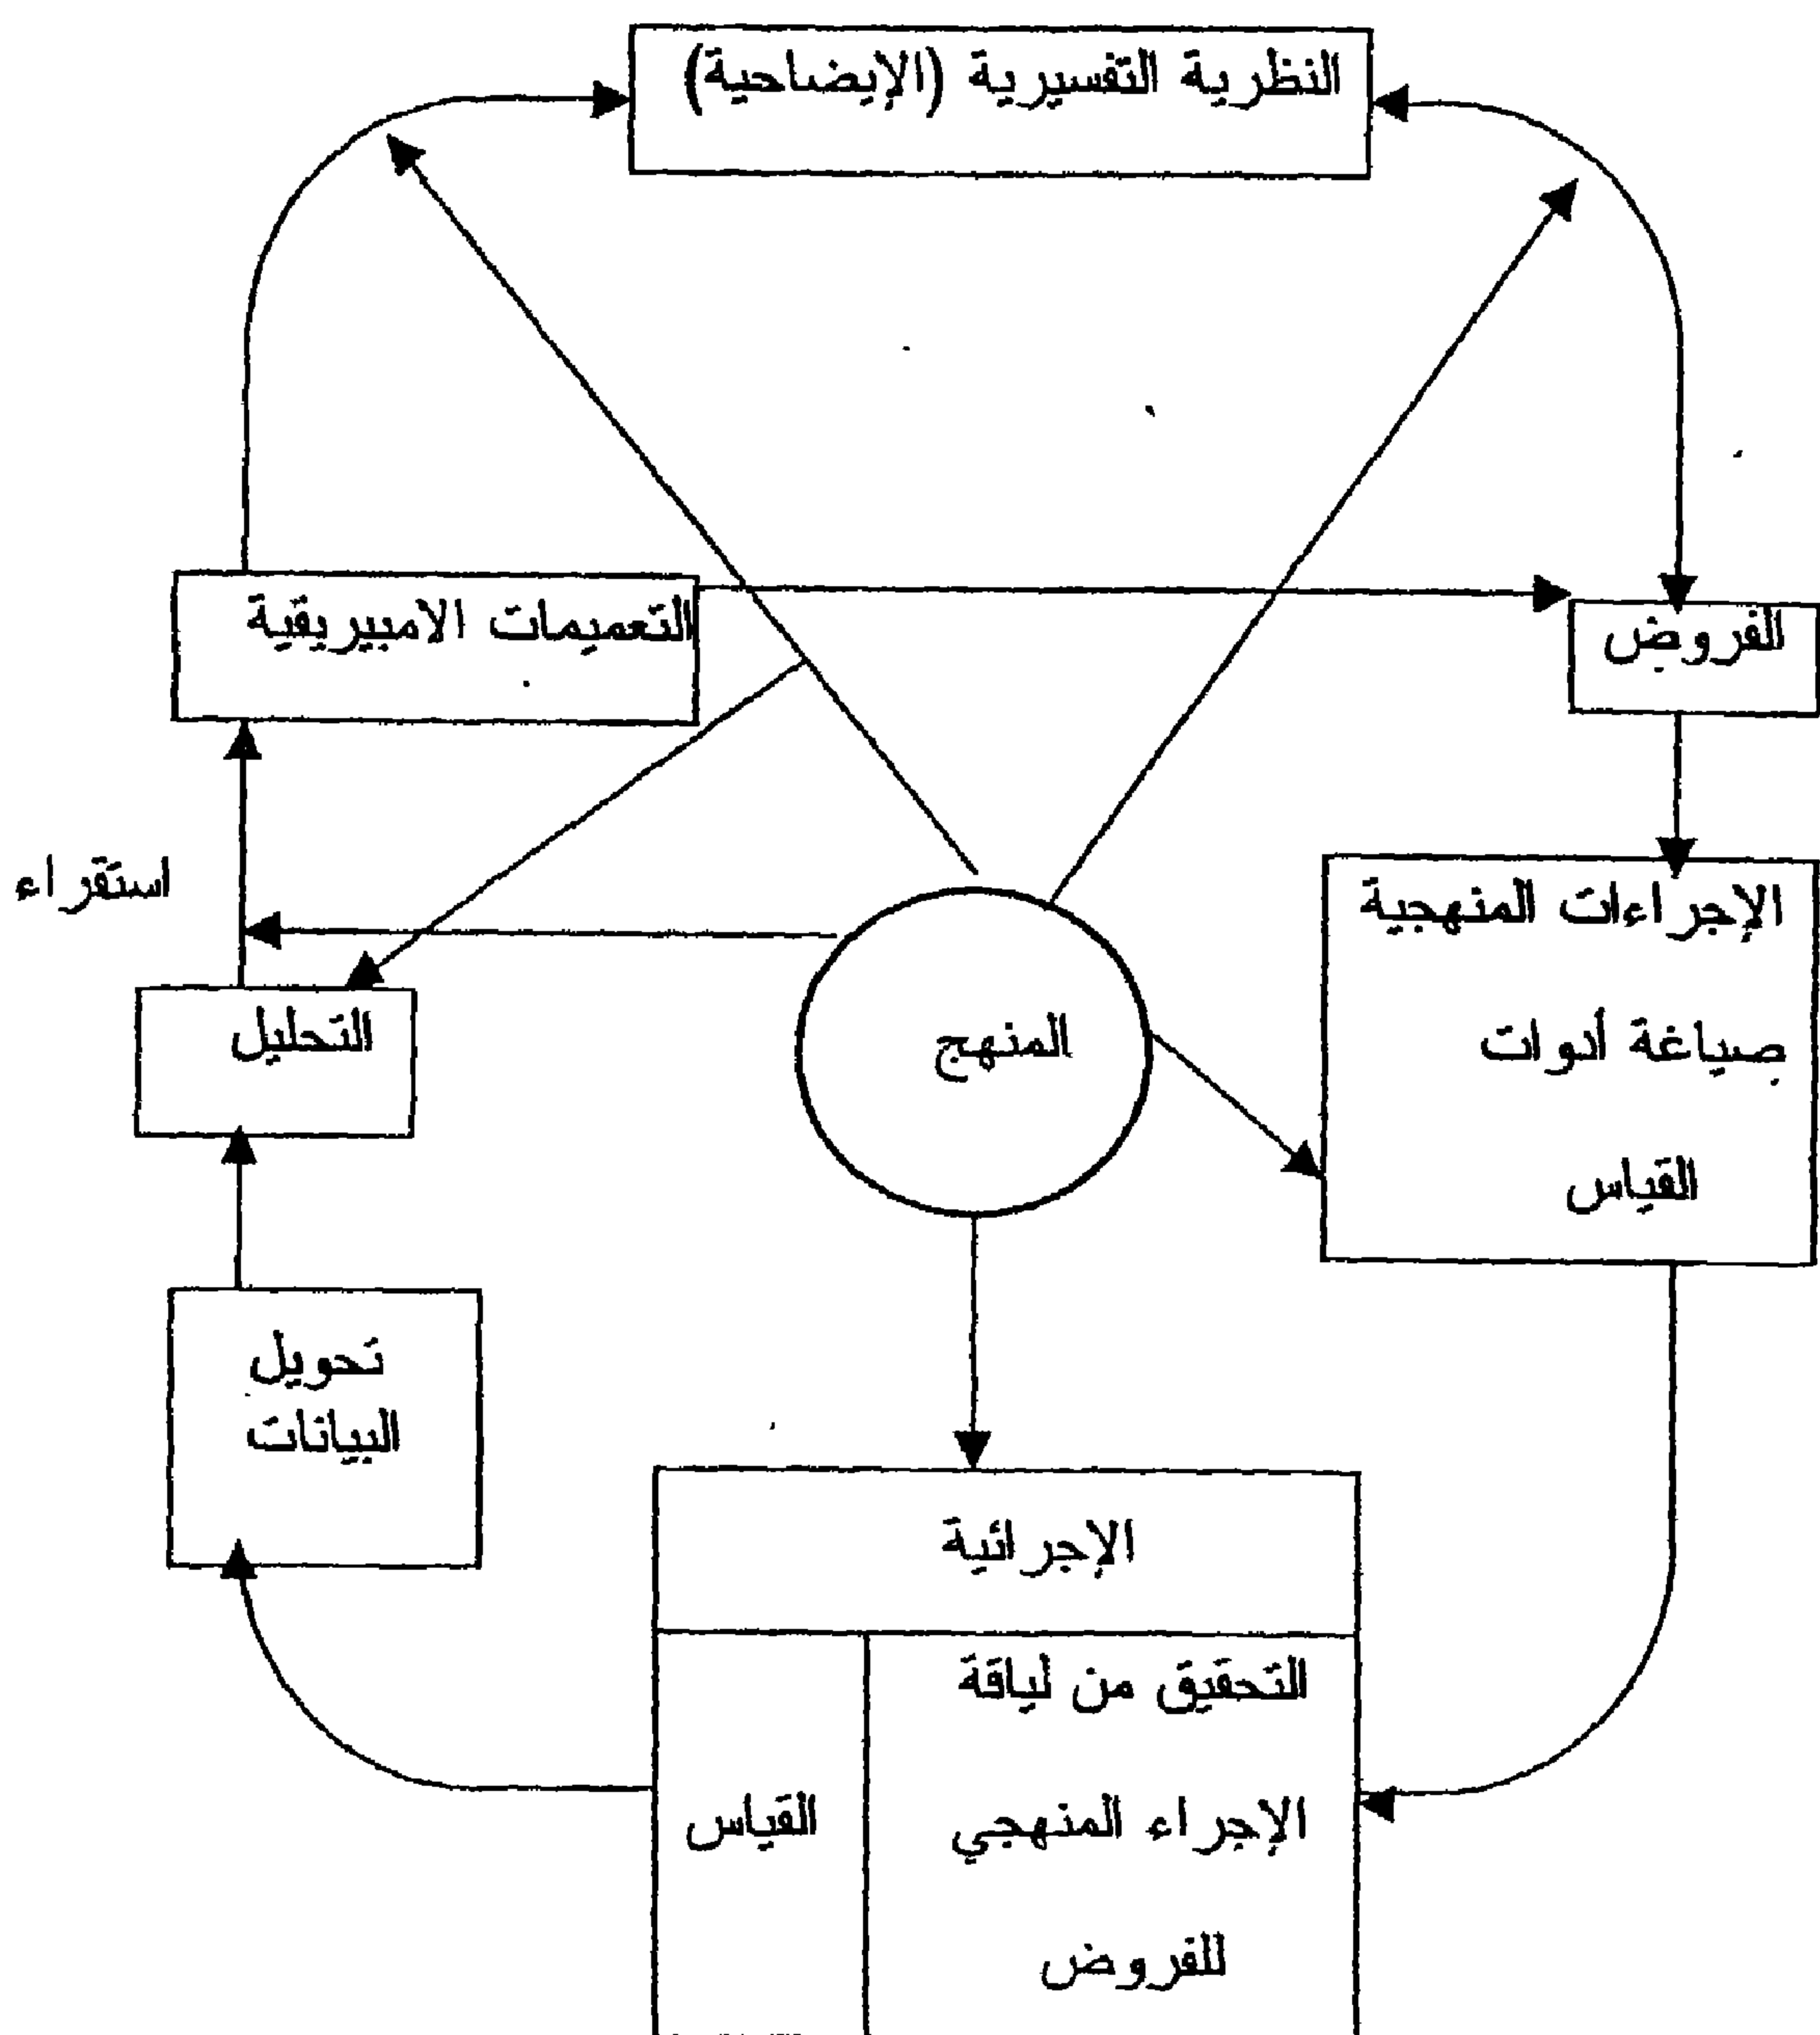 النظرية التفسيرية (الإيضاحية)
التعميمات الامبيريقية
الفروض
استقراء
الإجراءات المنهجية
صياغة أدوات
القياس
التحليل
المنهج
تحويل
البيانات
الإجرائية
التحقيق من لياقة
الإجراء المنهجي
للفروض
القياس